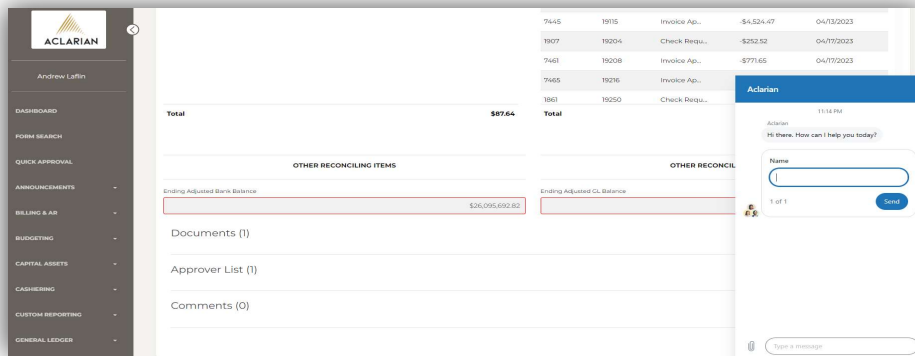 ACLARIAN
Andrew Laflin
DASHBOARD
FORM SEARCH
QUICK APPROVAL
ANNOUNCEMENTS
BILLING & AR
BUDGETING
CAPITAL ASSETS
CASHIERING
CUSTOM REPORTING
GENERAL LEDGER
7445 19115 Invoice Ap... -$4,524.47 04/13/2023
1907 19204 Check Requ... -$252.52 04/17/2023
7461 19208 Invoice Ap... -$771.65 04/17/2023
7465 19216 Invoice Ap...
1861 19250 Check Requ...
Total $87.64 Total
OTHER RECONCILING ITEMS
OTHER RECONCIL
Ending Adjusted Bank Balance
$26,095,692.82
Ending Adjusted GL Balance
Documents (1)
Approver List (1)
Comments (0)
Aclarian
11:14 PM
Aclarian
Hi there. How can I help you today?
Name
1 of 1 Send
Type a message